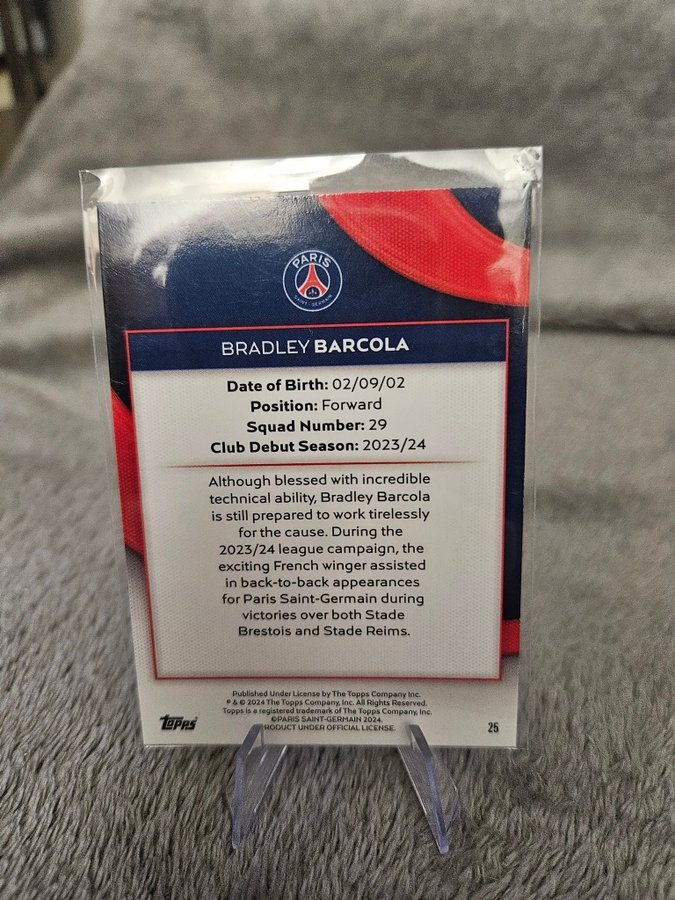 PARIS
SAINT-GERMAIN
BRADLEY BARCOLA
Date of Birth: 02/09/02
Position: Forward
Squad Number: 29
Club Debut Season: 2023/24
Although blessed with incredible
technical ability, Bradley Barcola
is still prepared to work tirelessly
for the cause. During the
2023/24 league campaign, the
exciting French winger assisted
in back-to-back appearances
for Paris Saint-Germain during
victories over both Stade
Brestois and Stade Reims.
Published Under License by The Topps Company Inc.
® & © 2024 The Topps Company, Inc. All Rights Reserved.
Topps is a registered trademark of The Topps Company, Inc.
©PARIS SAINT-GERMAIN 2024.
PRODUCT UNDER OFFICIAL LICENSE.
Topps
25